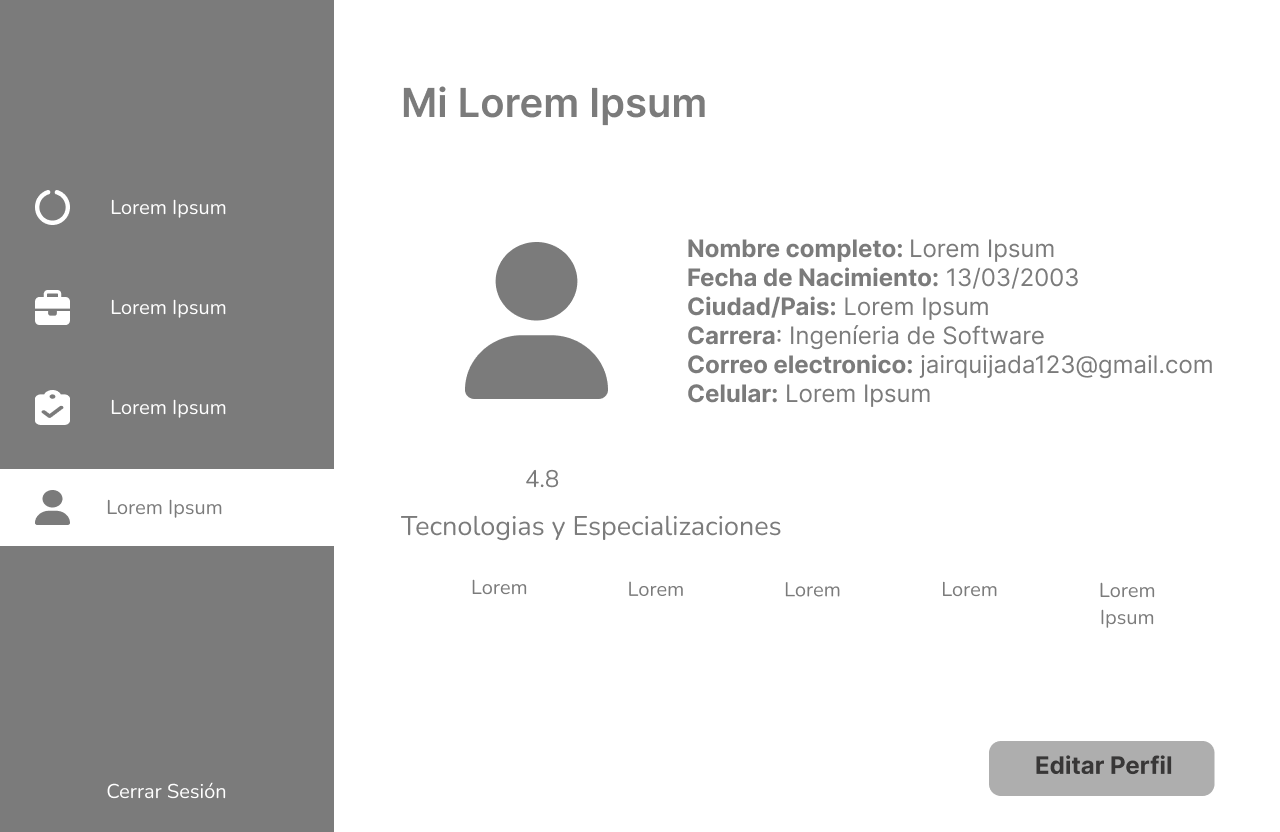 Mi Lorem Ipsum
Lorem Ipsum
Lorem Ipsum
Lorem Ipsum
Lorem Ipsum
Cerrar Sesión
Nombre completo: Lorem Ipsum
Fecha de Nacimiento: 13/03/2003
Ciudad/Pais: Lorem Ipsum
Carrera: Ingeníeria de Software
Correo electronico: jairquijada123@gmail.com
Celular: Lorem Ipsum
4.8
Tecnologias y Especializaciones
Lorem
Lorem
Lorem
Lorem
Lorem
Ipsum
Editar Perfil